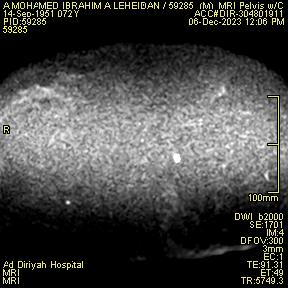 A MOHAMED IBRAHIM A LEHEIDAN / 59285 (M) MRI Pelvis w/C
14-Sep-1951 072Y ACC#DIR-304801911
PID:59285 06-Dec-2023 12:06 PM
59285
R
100mm
DWI_b2000
SE:1701
IM:4
DFOV:300
3mm
EC:1
Ad Diriyah Hospital TE:91.31
MRI ET:49
MRI TR:5749.3